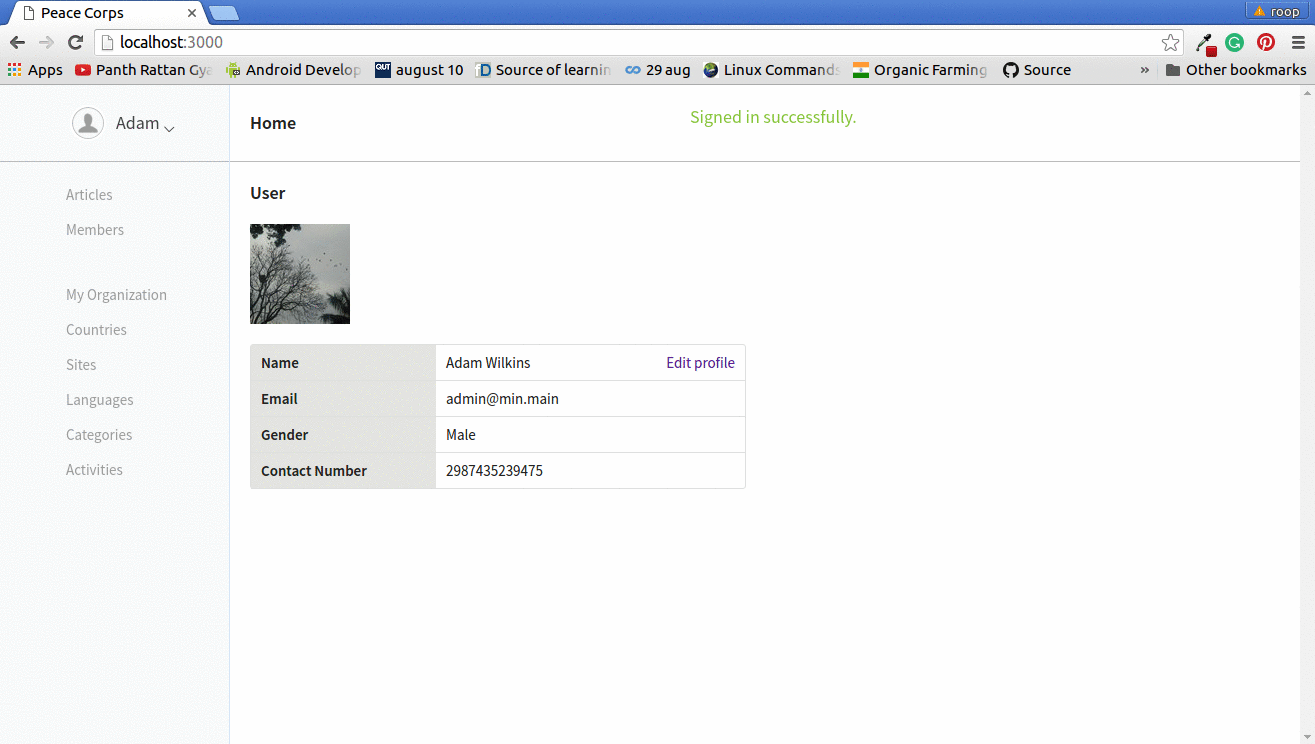 Peace Corps
roop
localhost:3000
Apps Panth Rattan Gya Android Develop QUT august 10 Source of learnin 29 aug Linux Commands Organic Farming Source » Other bookmarks
Adam
Home
Signed in successfully.
Articles
Members
My Organization
Countries
Sites
Languages
Categories
Activities
User
Name Adam Wilkins Edit profile
Email admin@min.main
Gender Male
Contact Number 2987435239475